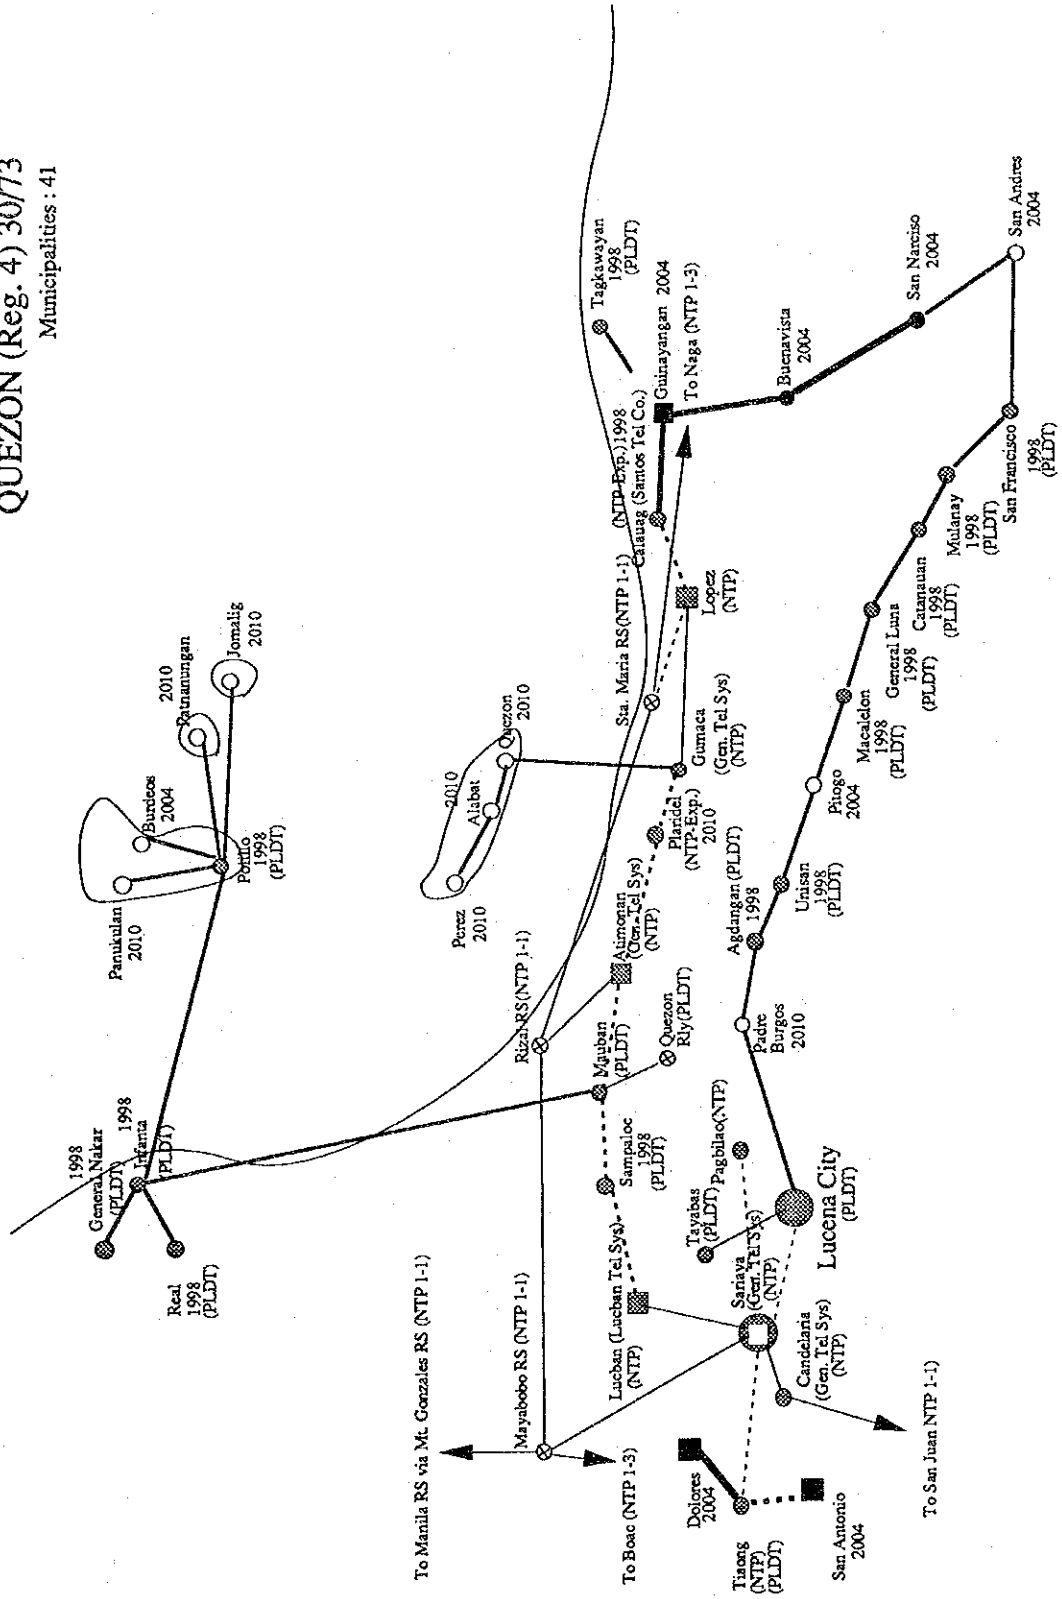 QUEZON (Reg. 4) 30/73
Municipalities : 41
General Nakar
1998
(PLDT)
Infanta
1998
(PLDT)
Real
1998
(PLDT)
Panukulan
2010
Burdeos
2004
Polillo
1998
(PLDT)
Patnanungan
2010
Jomalig
2010
Perez
2010
Alabat
2010
Quezon
2010
To Manila RS via Mt. Gonzales RS (NTP 1-1)
Mayabobo RS (NTP 1-1)
To Boac (NTP 1-3)
Rizal RS(NTP 1-1)
Sta. Maria RS(NTP 1-1)
Tagkawayan
1998
(PLDT)
Guinayangan 2004
To Naga (NTP 1-3)
(NTP-Exp.)1998
Calauag (Santos Tel Co.)
Lopez
(NTP)
Gumaca
(Gen. Tel Sys)
(NTP)
Plaridel
(NTP-Exp.)
2010
Atimonan
(Gen. Tel Sys)
(NTP)
Quezon
Rly(PLDT)
Mauban
(PLDT)
Sampaloc
1998
(PLDT)
Lucban (Lucban Tel Sys)
(NTP)
Dolores
2004
Tiaong
(NTP)
(PLDT)
San Antonio
2004
Candelaria
(Gen. Tel Sys)
(NTP)
To San Juan NTP 1-1)
Sariaya
(Gen. Tel Sys)
(NTP)
Tayabas
(PLDT)
Pagbilao(NTP)
Lucena City
(PLDT)
Padre
Burgos
2010
Agdangan (PLDT)
1998
Unisan
1998
(PLDT)
Pitogo
2004
Macalelon
1998
(PLDT)
General Luna
1998
(PLDT)
Catanauan
1998
(PLDT)
Mulanay
1998
(PLDT)
San Francisco
1998
(PLDT)
San Andres
2004
San Narciso
2004
Buenavista
2004